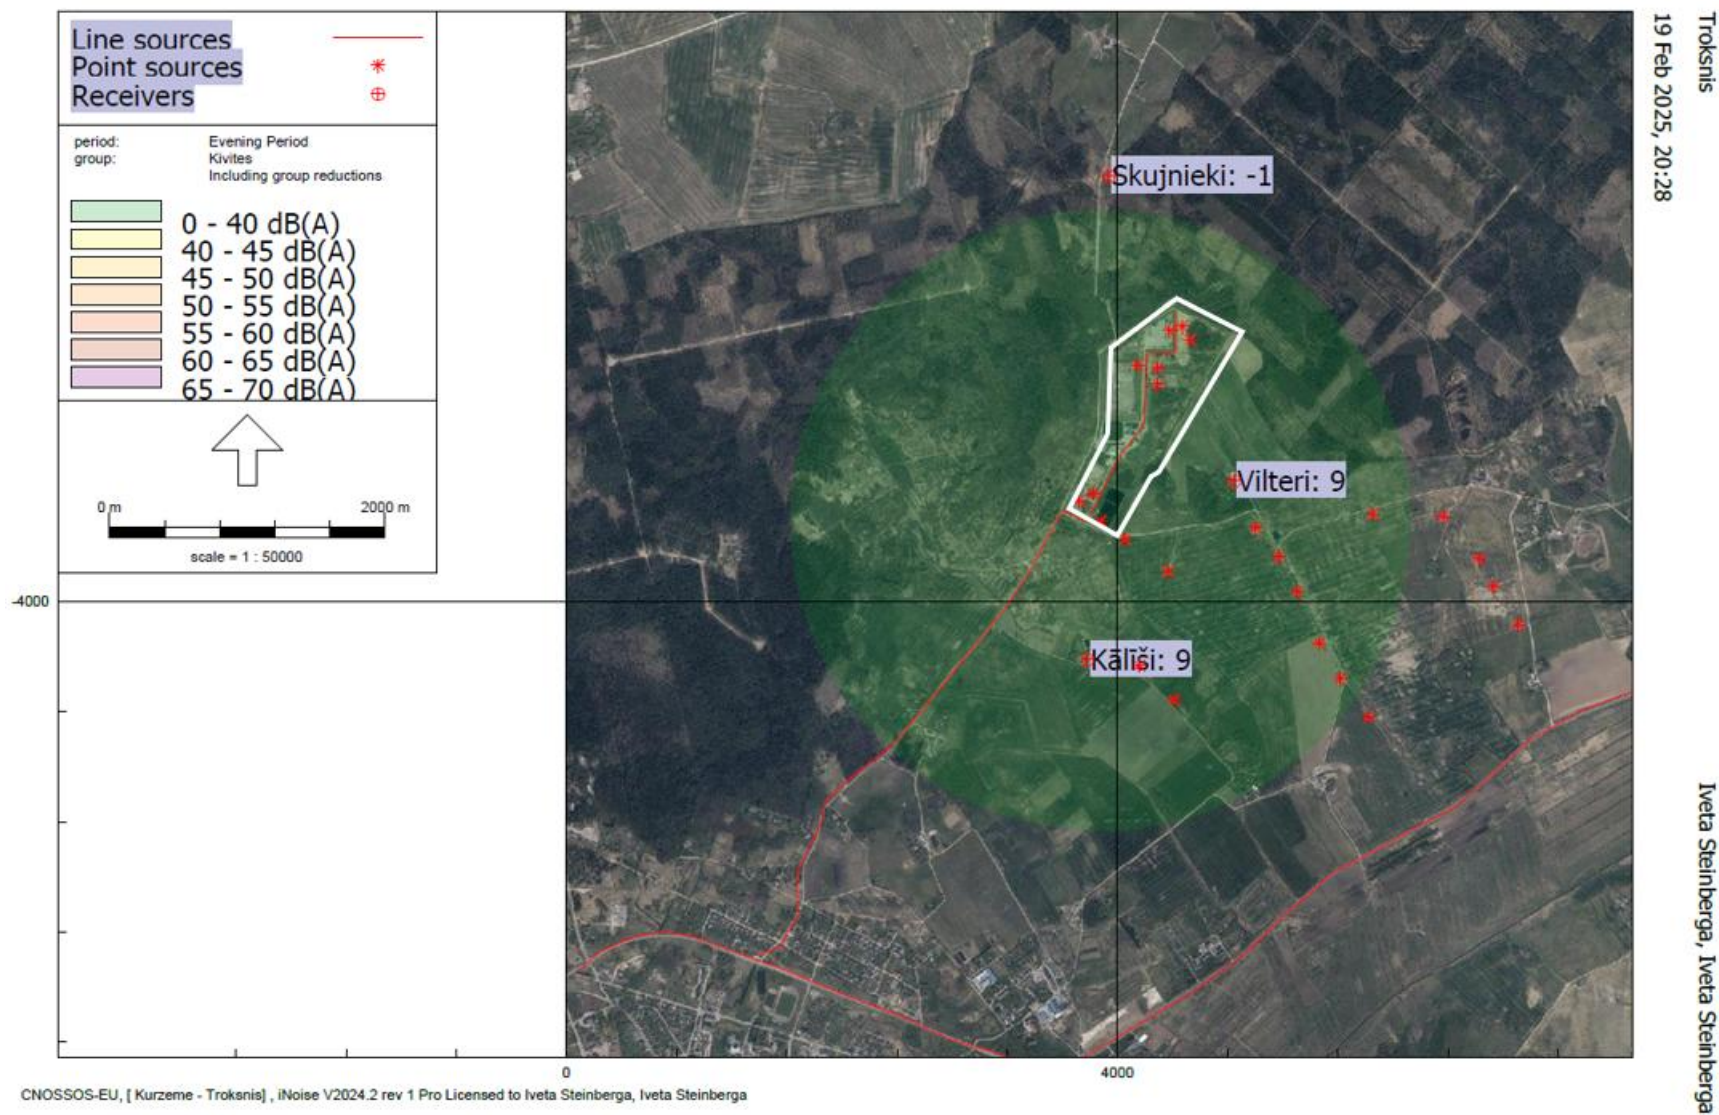 Line sources
Point sources
Receivers
period: Evening Period
group: Kivites
Including group reductions
0 - 40 dB(A)
40 - 45 dB(A)
45 - 50 dB(A)
50 - 55 dB(A)
55 - 60 dB(A)
60 - 65 dB(A)
65 - 70 dB(A)
0 m 2000 m
scale = 1 : 50000
Skujnieki: -1
Vilteri: 9
Kālīši: 9
-4000
0 4000
CNOSSOS-EU, [ Kurzeme - Troksnis] , iNoise V2024.2 rev 1 Pro Licensed to Iveta Steinberga, Iveta Steinberga
Troksnis
19 Feb 2025, 20:28
Iveta Steinberga, Iveta Steinberga